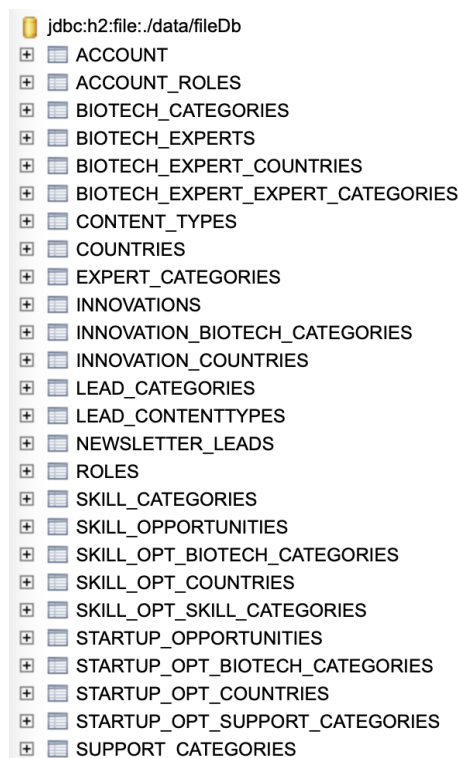 jdbc:h2:file:./data/fileDb
ACCOUNT
ACCOUNT_ROLES
BIOTECH_CATEGORIES
BIOTECH_EXPERTS
BIOTECH_EXPERT_COUNTRIES
BIOTECH_EXPERT_EXPERT_CATEGORIES
CONTENT_TYPES
COUNTRIES
EXPERT_CATEGORIES
INNOVATIONS
INNOVATION_BIOTECH_CATEGORIES
INNOVATION_COUNTRIES
LEAD_CATEGORIES
LEAD_CONTENTTYPES
NEWSLETTER_LEADS
ROLES
SKILL_CATEGORIES
SKILL_OPPORTUNITIES
SKILL_OPT_BIOTECH_CATEGORIES
SKILL_OPT_COUNTRIES
SKILL_OPT_SKILL_CATEGORIES
STARTUP_OPPORTUNITIES
STARTUP_OPT_BIOTECH_CATEGORIES
STARTUP_OPT_COUNTRIES
STARTUP_OPT_SUPPORT_CATEGORIES
SUPPORT_CATEGORIES